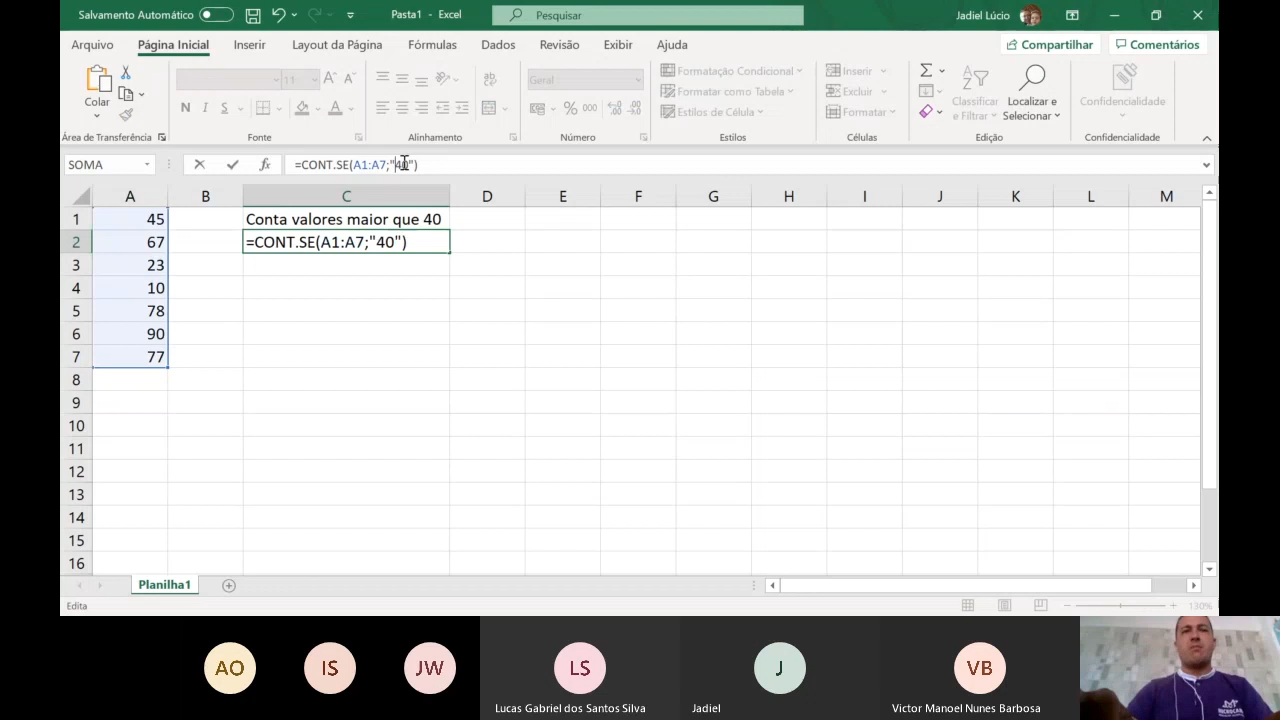 Salvamento Automático
Pasta1 - Excel
Pesquisar
Jadiel Lúcio
Arquivo
Página Inicial
Inserir
Layout da Página
Fórmulas
Dados
Revisão
Exibir
Ajuda
Compartilhar
Comentários
Colar
11
Geral
Formatação Condicional
Formatar como Tabela
Estilos de Célula
Inserir
Excluir
Formatar
Classificar
e Filtrar
Localizar e
Selecionar
Confidencialidade
N I S
A
% 000
Área de Transferência
Fonte
Alinhamento
Número
Estilos
Células
Edição
Confidencialidade
SOMA
fx
=CONT.SE(A1:A7;"40")
A B C D E F G H I J K L M
1 45 Conta valores maior que 40
2 67 =CONT.SE(A1:A7;"40")
3 23
4 10
5 78
6 90
7 77
8
9
10
11
12
13
14
15
16
Planilha1
Edita
130%
AO
IS
JW
LS
J
VB
Lucas Gabriel dos Santos Silva
Jadiel
Victor Manoel Nunes Barbosa